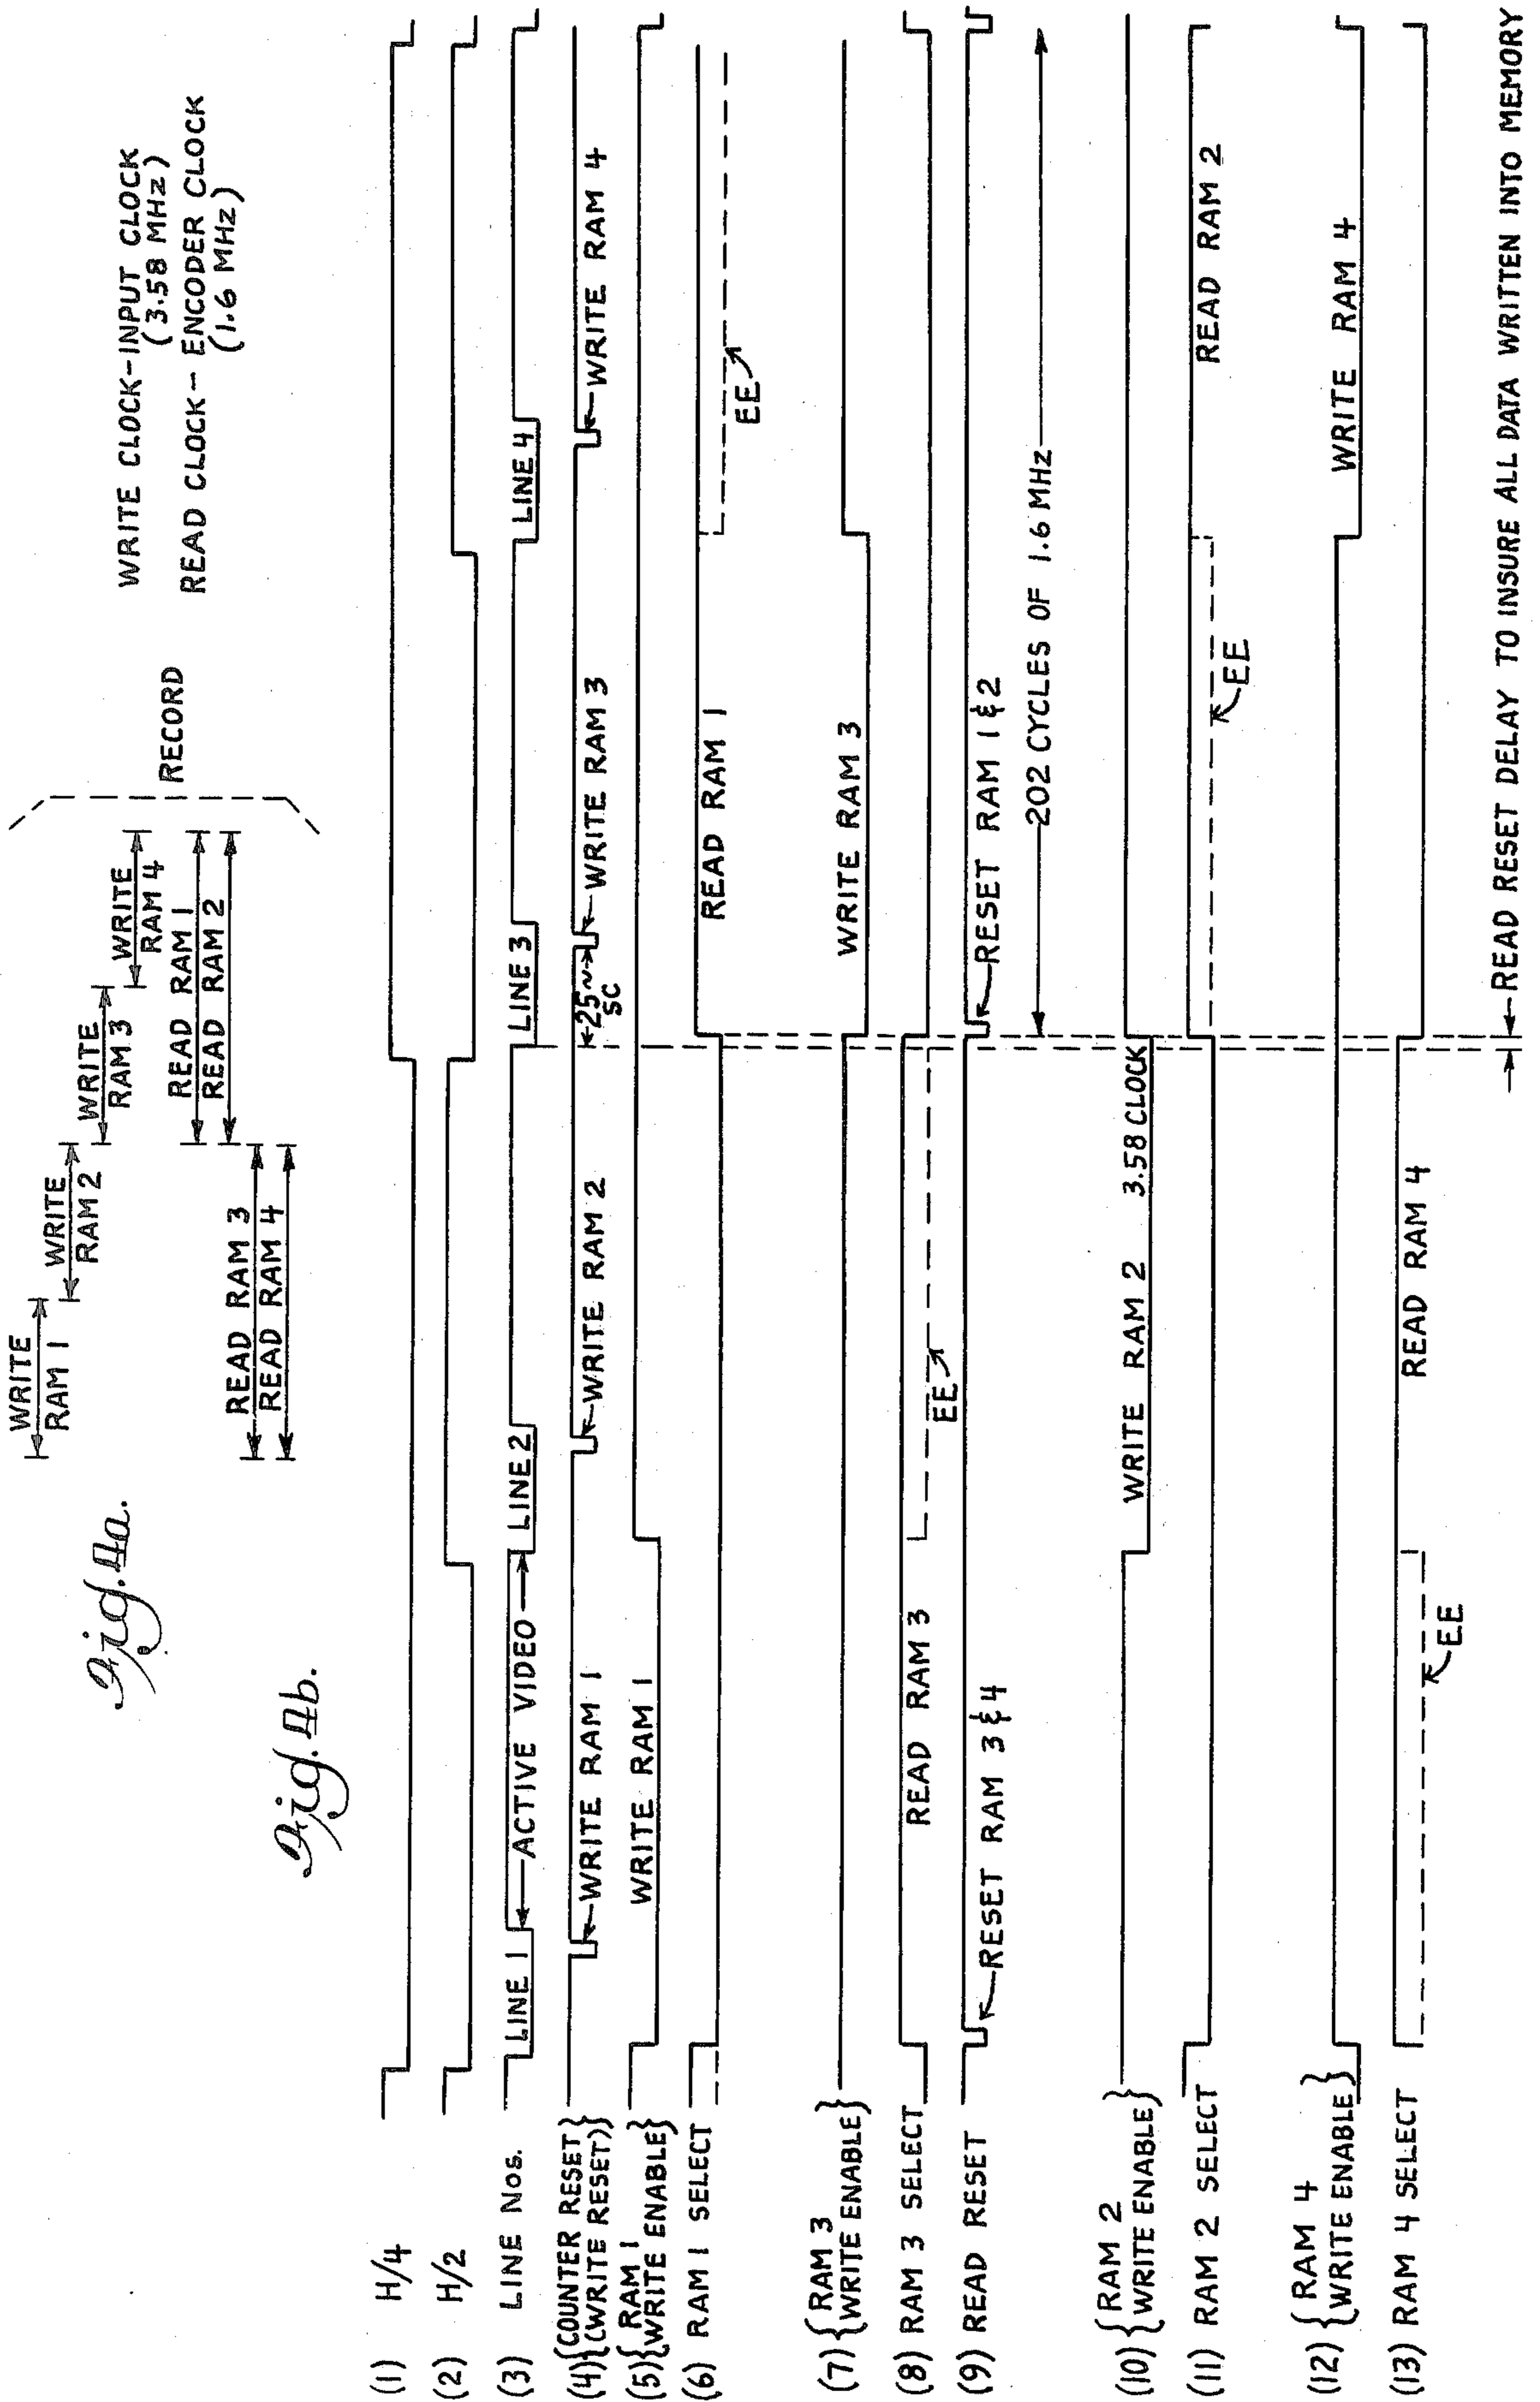 Fig. 4a.
WRITE
RAM 1
WRITE
RAM 2
WRITE
RAM 3
WRITE
RAM 4
READ RAM 1
READ RAM 2
READ RAM 3
READ RAM 4
RECORD
WRITE CLOCK-INPUT CLOCK
(3.58 MHz)
READ CLOCK-ENCODER CLOCK
(1.6 MHz)
Fig. 4b.
(1) H/4
(2) H/2
(3) LINE Nos.
LINE 1
ACTIVE VIDEO
LINE 2
LINE 3
LINE 4
(4) {COUNTER RESET}
{(WRITE RESET)}
WRITE RAM 1
WRITE RAM 2
25~
SC
WRITE RAM 3
WRITE RAM 4
(5) {RAM 1
WRITE ENABLE}
WRITE RAM 1
(6) RAM 1 SELECT
READ RAM 1
EE
(7) {RAM 3
WRITE ENABLE}
WRITE RAM 3
(8) RAM 3 SELECT
READ RAM 3
EE
(9) READ RESET
RESET RAM 3 & 4
RESET RAM 1 & 2
202 CYCLES OF 1.6 MHz
(10) {RAM 2
WRITE ENABLE}
WRITE RAM 2 3.58 CLOCK
(11) RAM 2 SELECT
EE
READ RAM 2
(12) {RAM 4
WRITE ENABLE}
WRITE RAM 4
(13) RAM 4 SELECT
EE
READ RAM 4
READ RESET DELAY TO INSURE ALL DATA WRITTEN INTO MEMORY